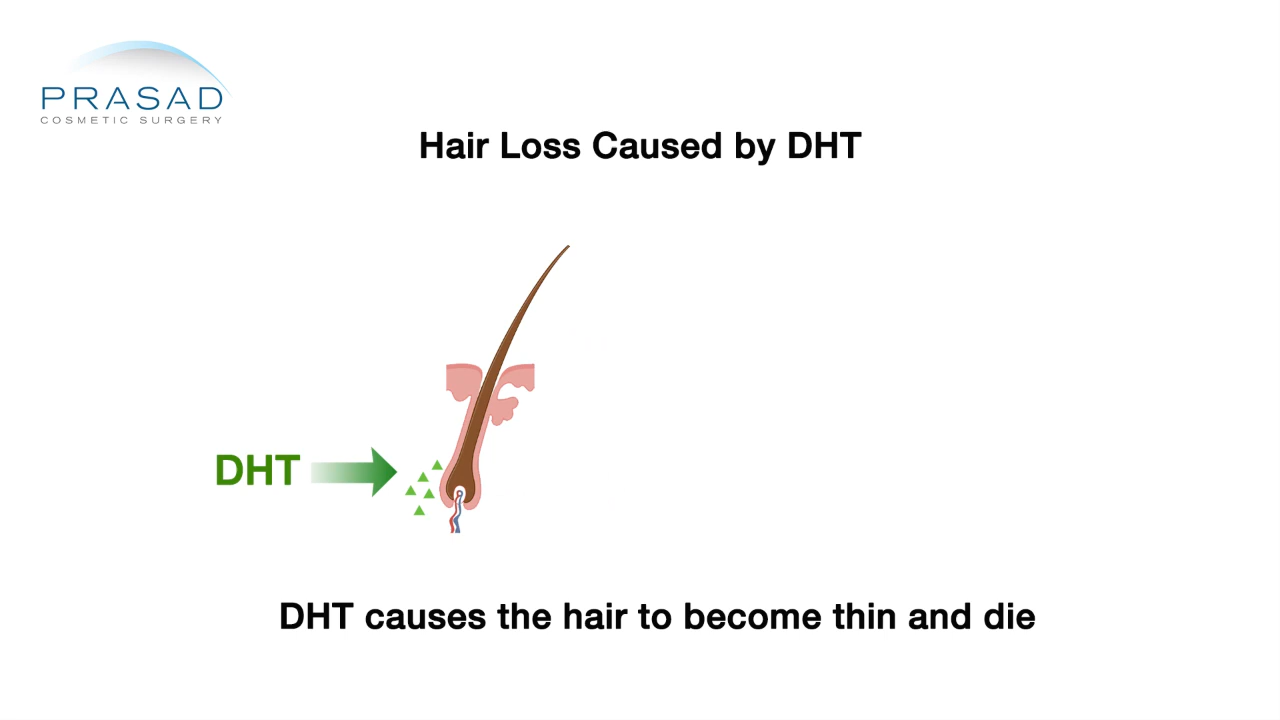 PRASAD
COSMETIC SURGERY
Hair Loss Caused by DHT
DHT
DHT causes the hair to become thin and die